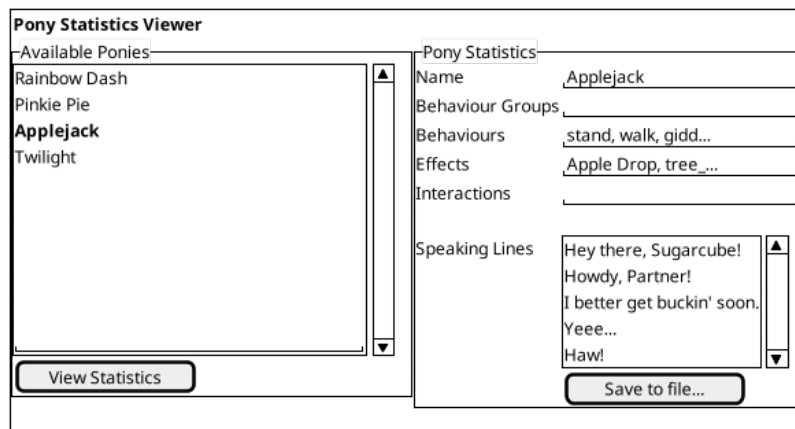 Pony Statistics Viewer
Available Ponies
Rainbow Dash
Pinkie Pie
Applejack
Twilight
View Statistics
Pony Statistics
Name Applejack
Behaviour Groups
Behaviours stand, walk, gidd...
Effects Apple Drop, tree_...
Interactions
Speaking Lines
Hey there, Sugarcube!
Howdy, Partner!
I better get buckin' soon.
Yeee...
Haw!
Save to file...